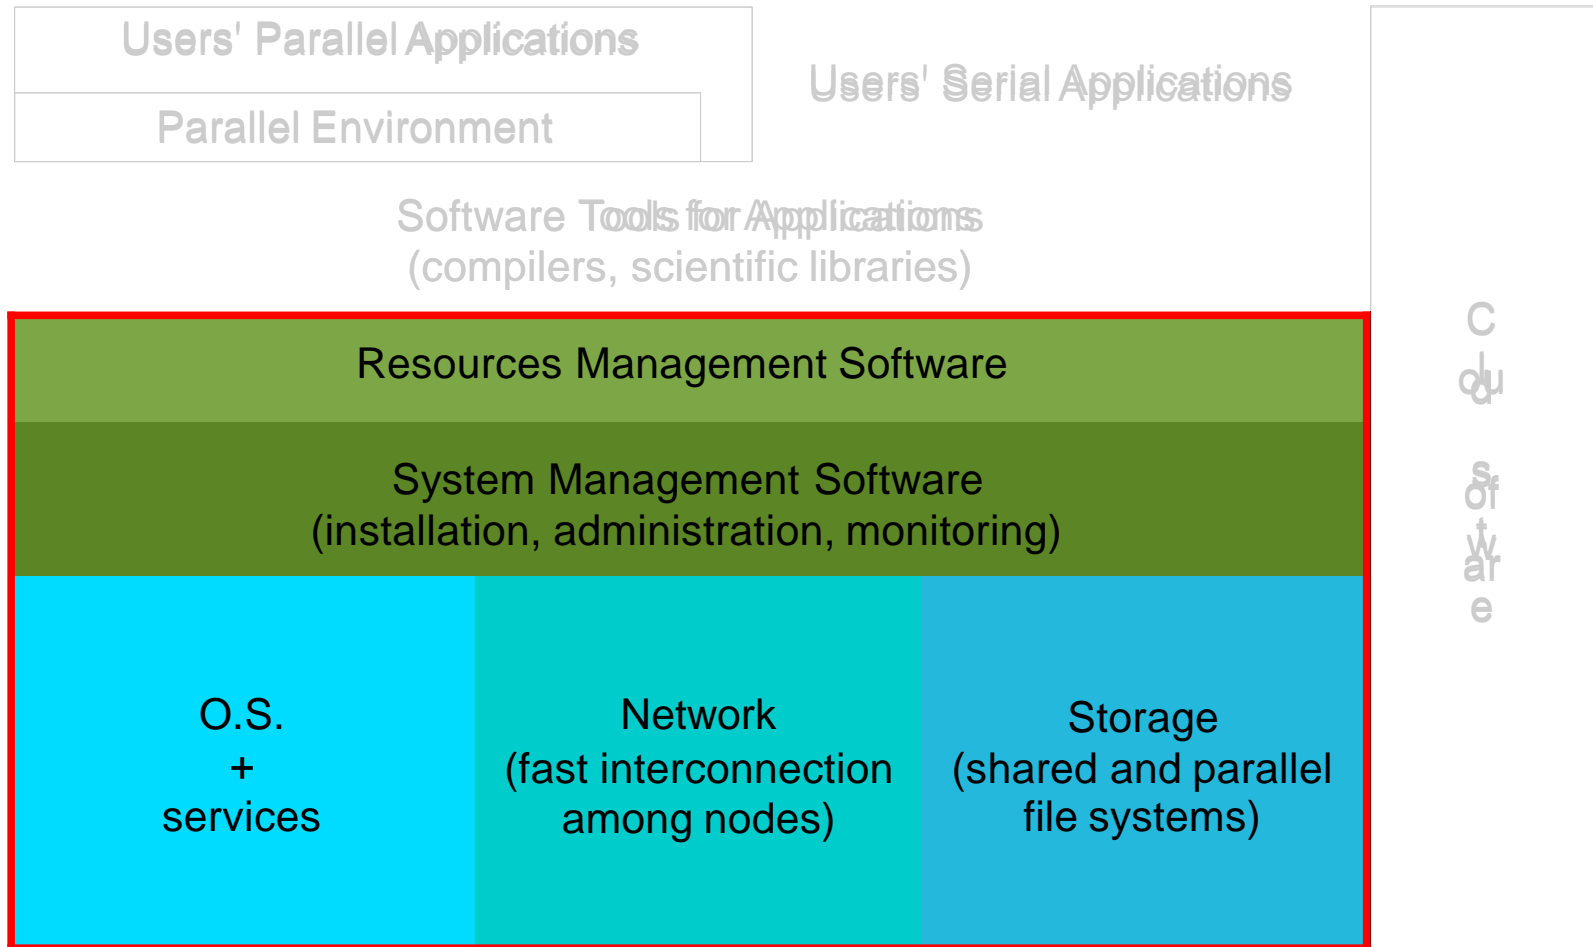 Users' Parallel Applications
Users' Serial Applications
Parallel Environment
Software Tools for Applications
(compilers, scientific libraries)
Resources Management Software
System Management Software
(installation, administration, monitoring)
O.S.
+
services
Network
(fast interconnection
among nodes)
Storage
(shared and parallel
file systems)